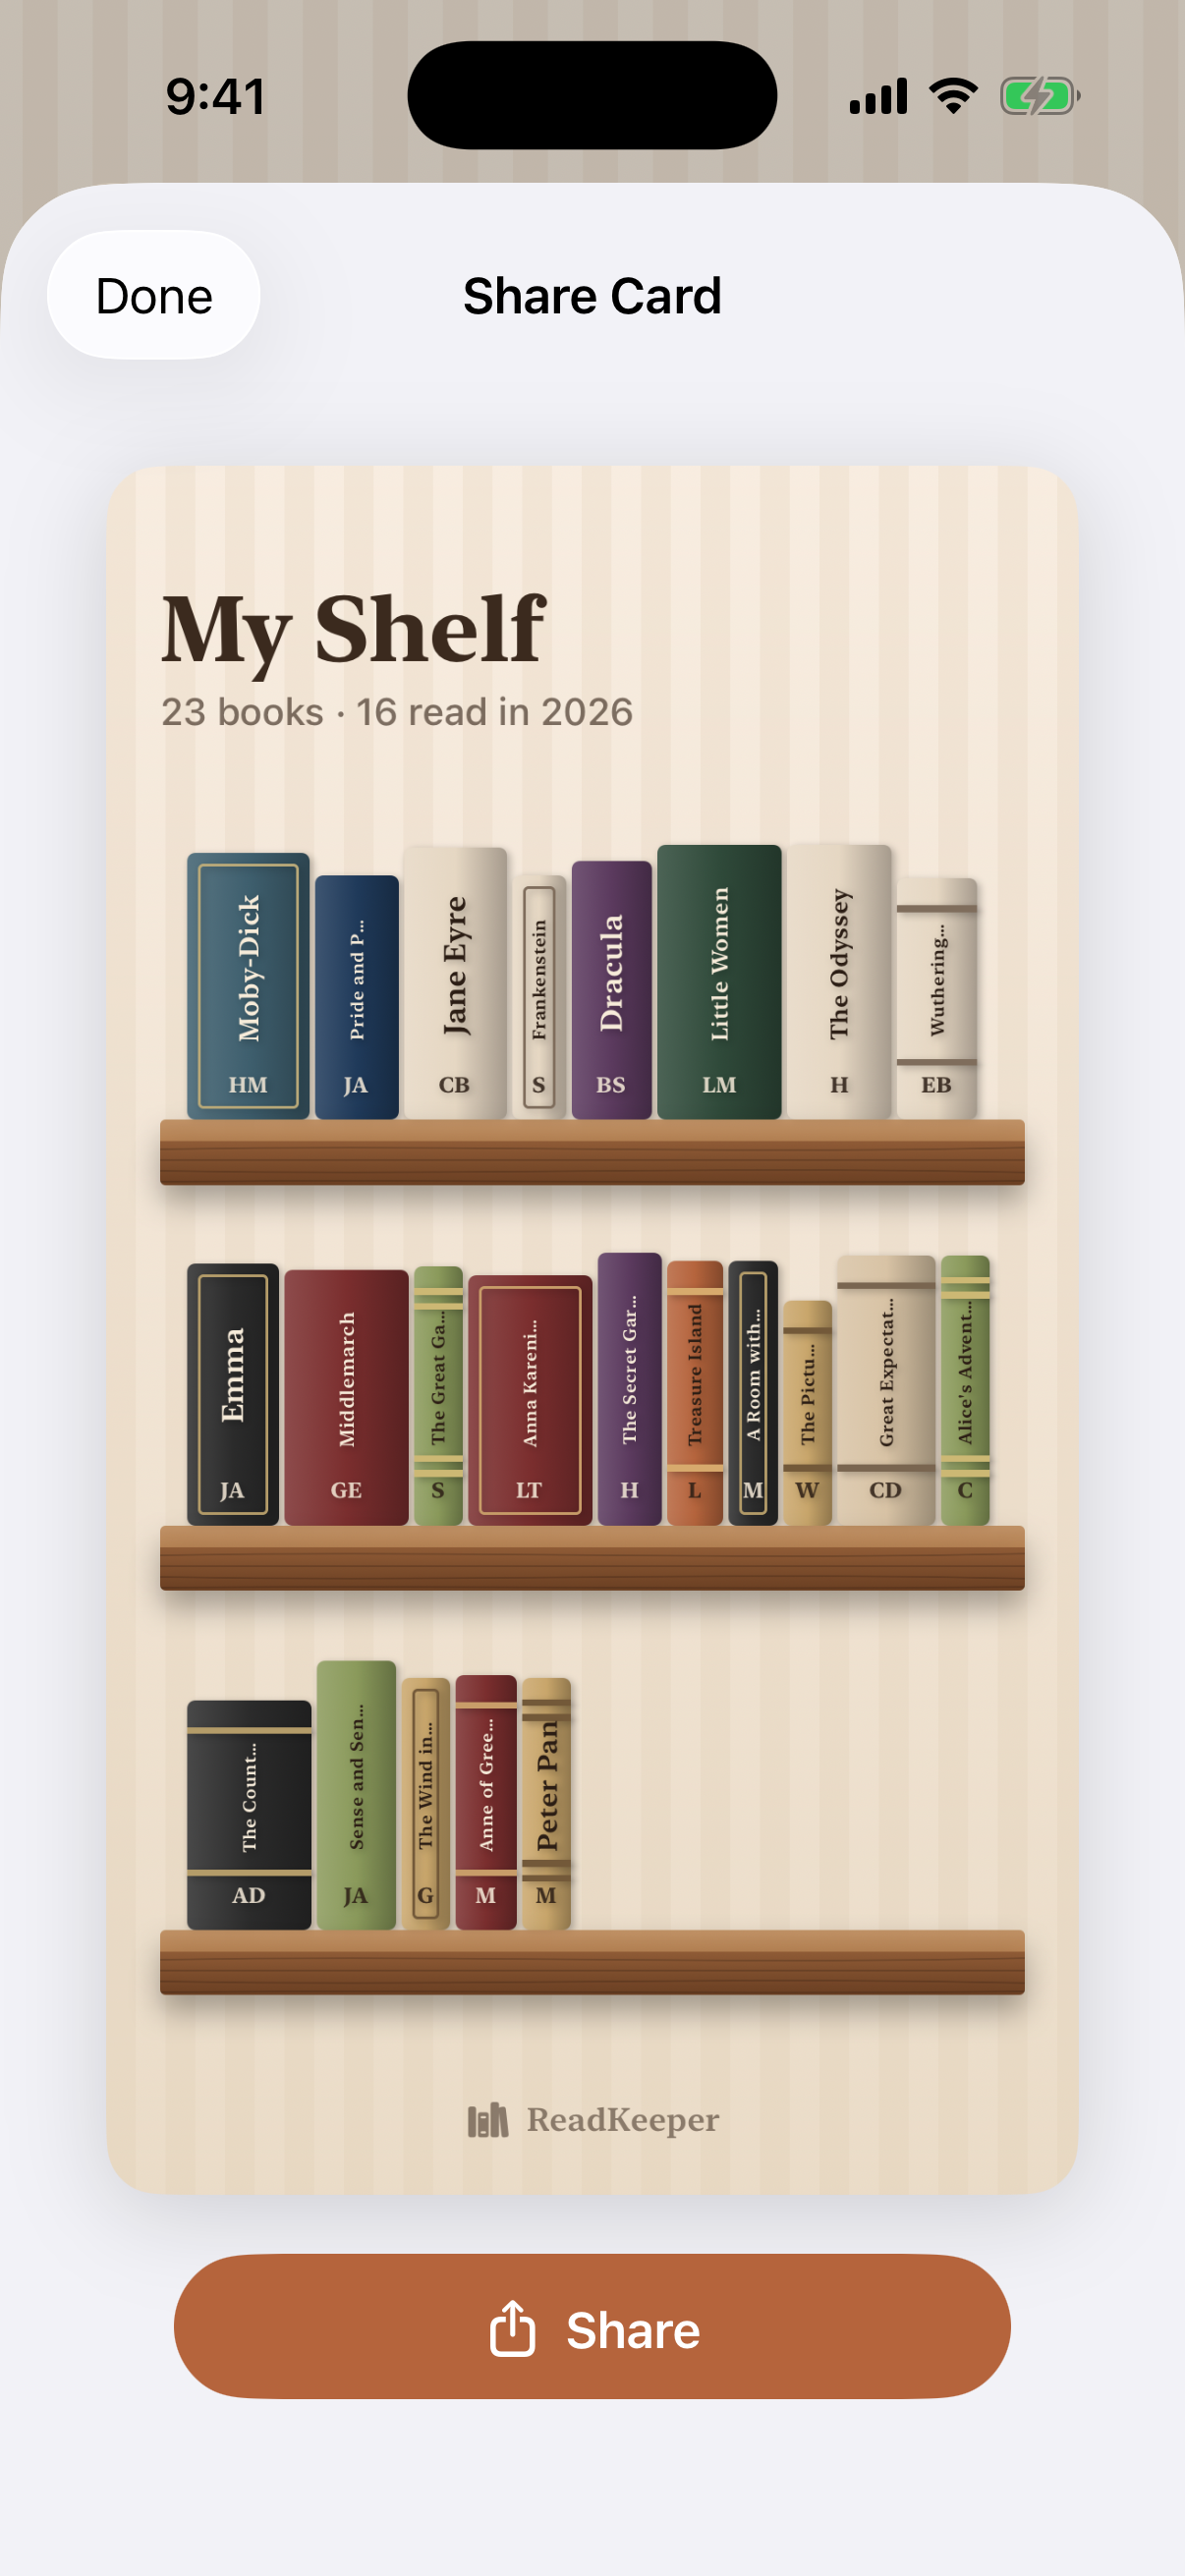 9:41
Done
Share Card
My Shelf
23 books · 16 read in 2026
Moby-Dick
HM
Pride and P...
JA
Jane Eyre
CB
Frankenstein
S
Dracula
BS
Little Women
LM
The Odyssey
H
Wuthering...
EB
Emma
JA
Middlemarch
GE
The Great Ga...
S
Anna Kareni...
LT
The Secret Gar...
H
Treasure Island
L
A Room with...
M
The Pictu...
W
Great Expectat...
CD
Alice's Advent...
C
The Count...
AD
Sense and Sen...
JA
The Wind in...
G
Anne of Gree...
M
Peter Pan
M
ReadKeeper
Share